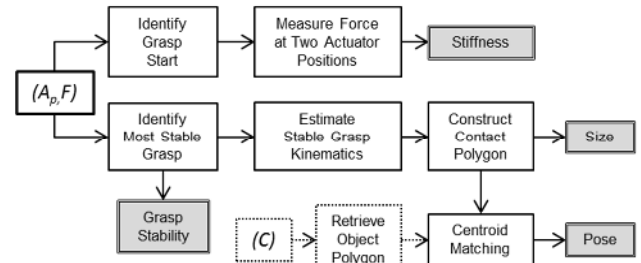 Identify
Grasp
Start
Measure Force
at Two Actuator
Positions
Stiffness
(Ap,F)
Identify
Most Stable
Grasp
Estimate
Stable Grasp
Kinematics
Construct
Contact
Polygon
Size
Grasp
Stability
(C)
Retrieve
Object
Polygon
Centroid
Matching
Pose